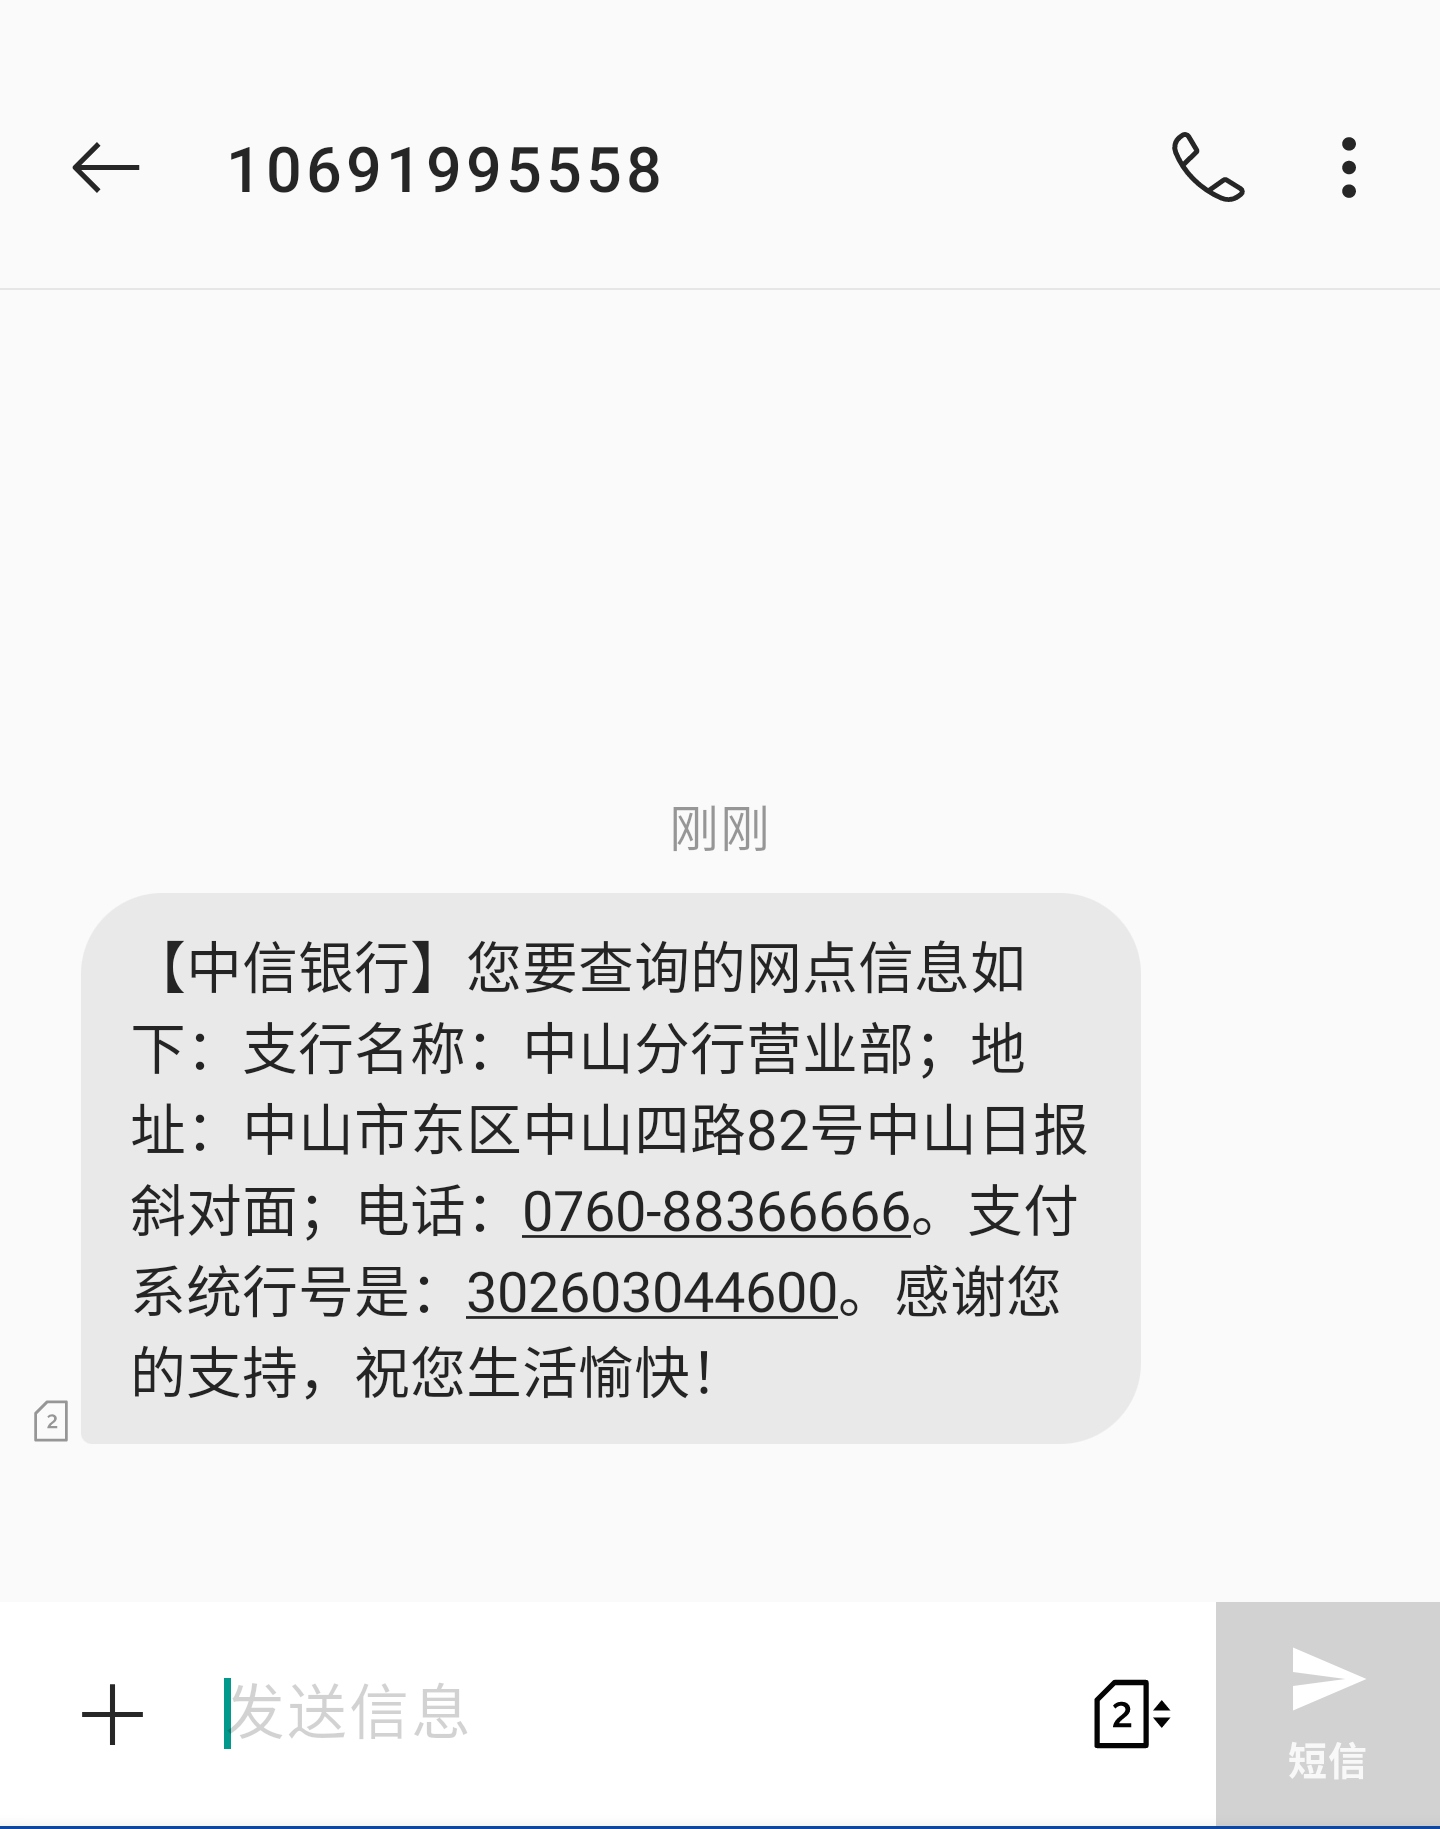 10691995558
刚刚
【中信银行】您要查询的网点信息如
下：支行名称：中山分行营业部；地
址：中山市东区中山四路82号中山日报
斜对面；电话：0760-88366666。支付
系统行号是：302603044600。感谢您
的支持，祝您生活愉快！
2
发送信息
2
短信